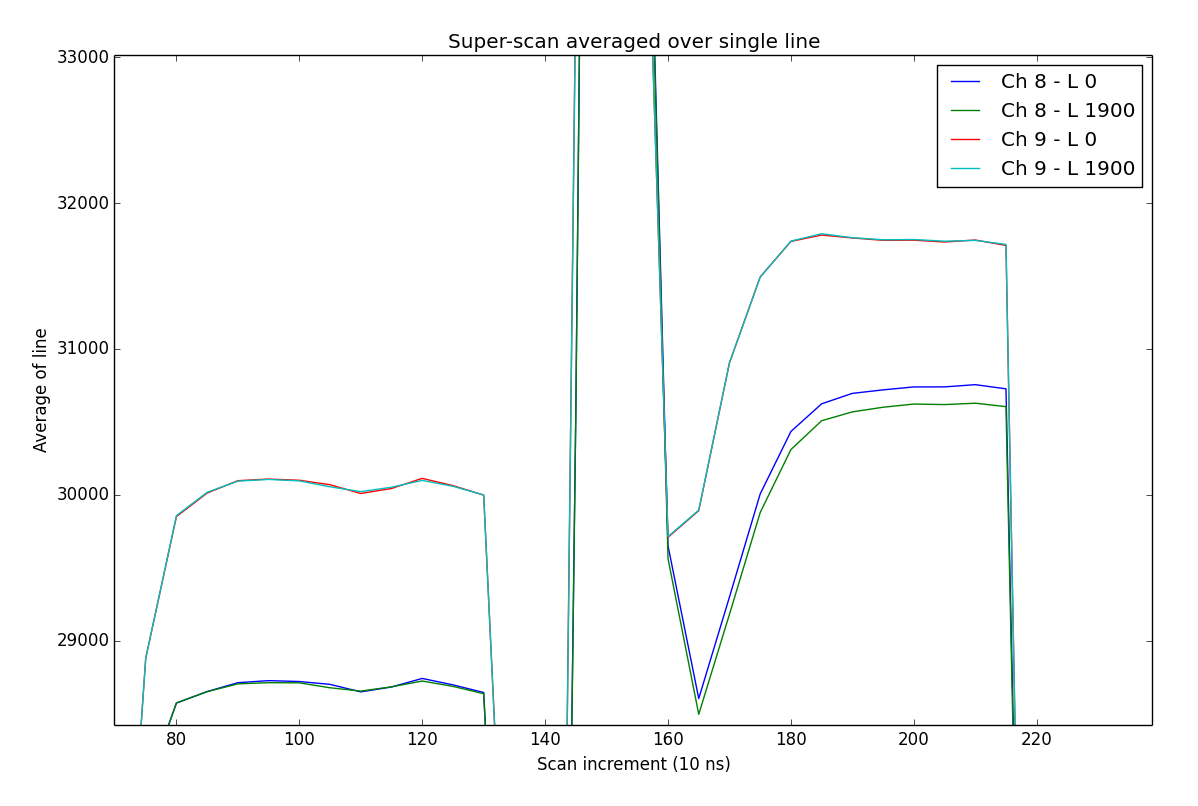 Super-scan averaged over single line
33000
32000
31000
30000
29000
Average of line
80 100 120 140 160 180 200 220
Scan increment (10 ns)
Ch 8 - L 0
Ch 8 - L 1900
Ch 9 - L 0
Ch 9 - L 1900